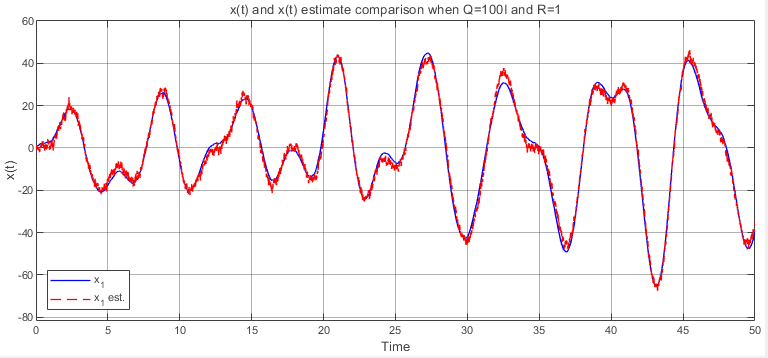 x(t) and x(t) estimate comparison when Q=100I and R=1
60
40
20
0
-20
-40
-60
-80
x(t)
x1
x1 est.
0 5 10 15 20 25 30 35 40 45 50
Time